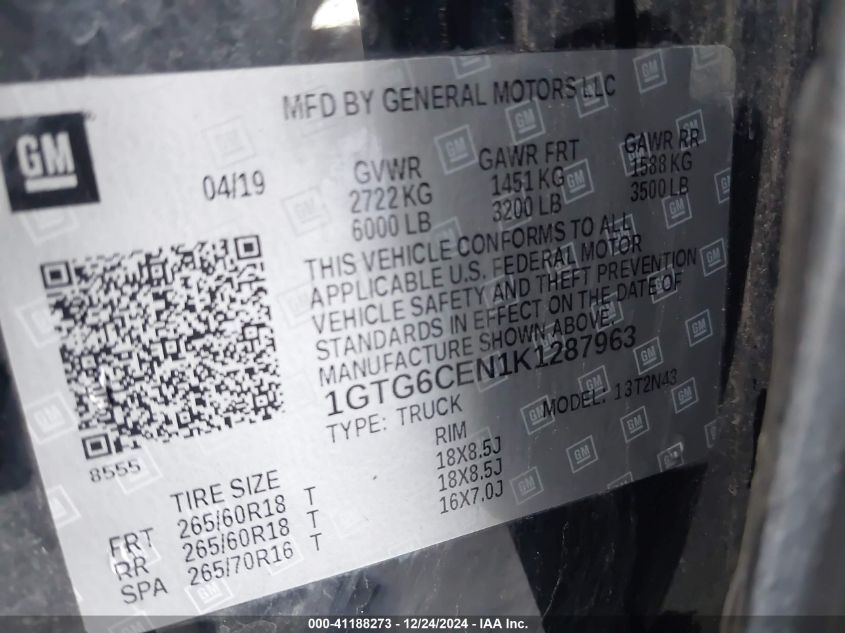 MFD BY GENERAL MOTORS LLC
GM
04/19
GVWR GAWR FRT GAWR RR
2722 KG 1451 KG 1588 KG
6000 LB 3200 LB 3500 LB
THIS VEHICLE CONFORMS TO ALL
APPLICABLE U.S. FEDERAL MOTOR
VEHICLE SAFETY AND THEFT PREVENTION
STANDARDS IN EFFECT ON THE DATE OF
MANUFACTURE SHOWN ABOVE.
1GTG6CEN1K1287963
TYPE: TRUCK MODEL: 13T2N43
8555
TIRE SIZE RIM
FRT 265/60R18 T 18X8.5J
RR 265/60R18 T 18X8.5J
SPA 265/70R16 T 16X7.0J
000-41188273 - 12/24/2024 - IAA Inc.